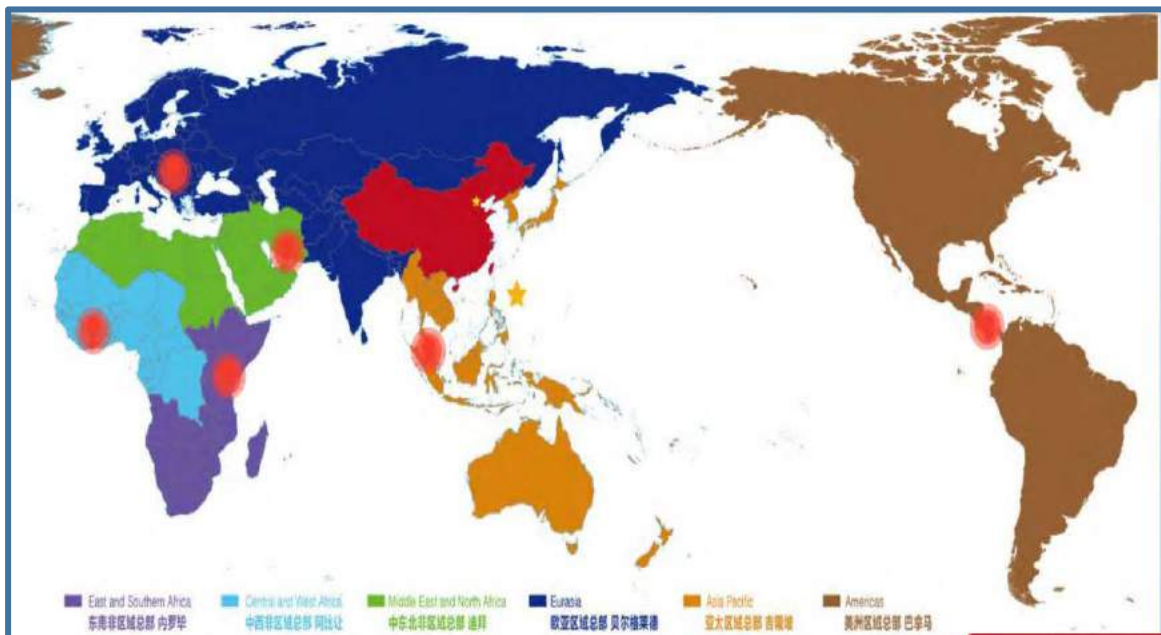 East and Southern Africa
东南非区域总部 内罗毕
Central and West Africa
中西非区域总部 阿比让
Middle East and North Africa
中东北非区域总部 迪拜
Eurasia
欧亚区域总部 贝尔格莱德
Asia Pacific
亚太区域总部 吉隆坡
Americas
美洲区域总部 巴拿马